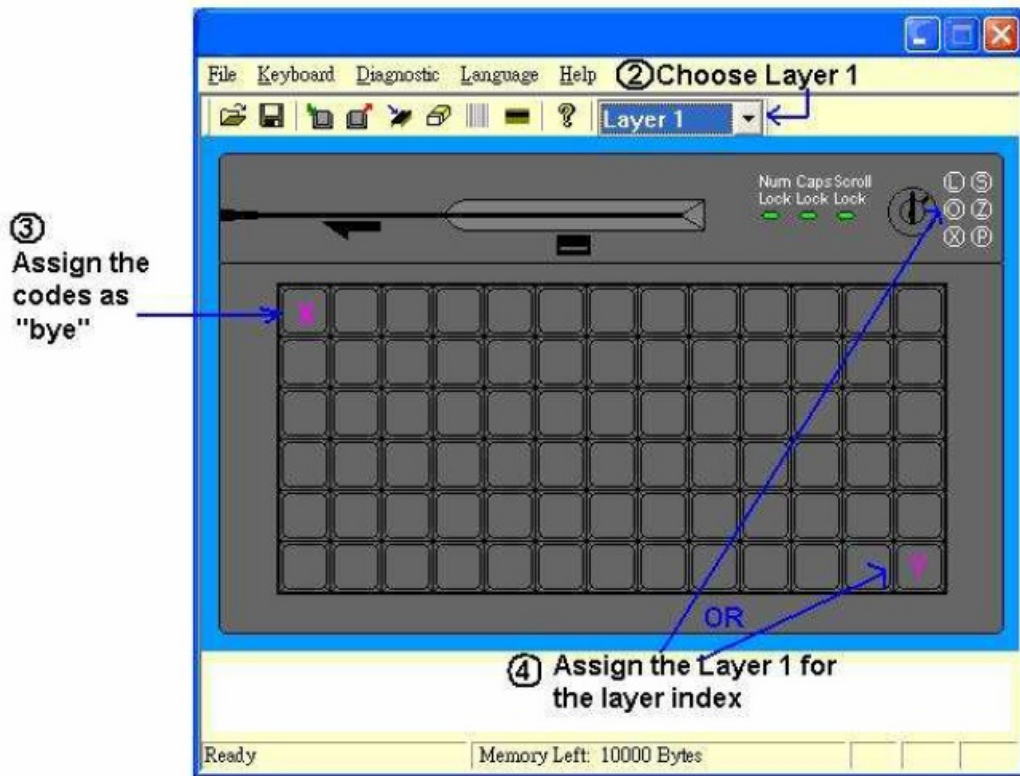 File Keyboard Diagnostic Language Help ②Choose Layer 1
Layer 1
Num Caps Scroll
Lock Lock Lock
L S
O Z
X P
③
Assign the
codes as
"bye"
X
Y
OR
④ Assign the Layer 1 for
the layer index
Ready Memory Left: 10000 Bytes